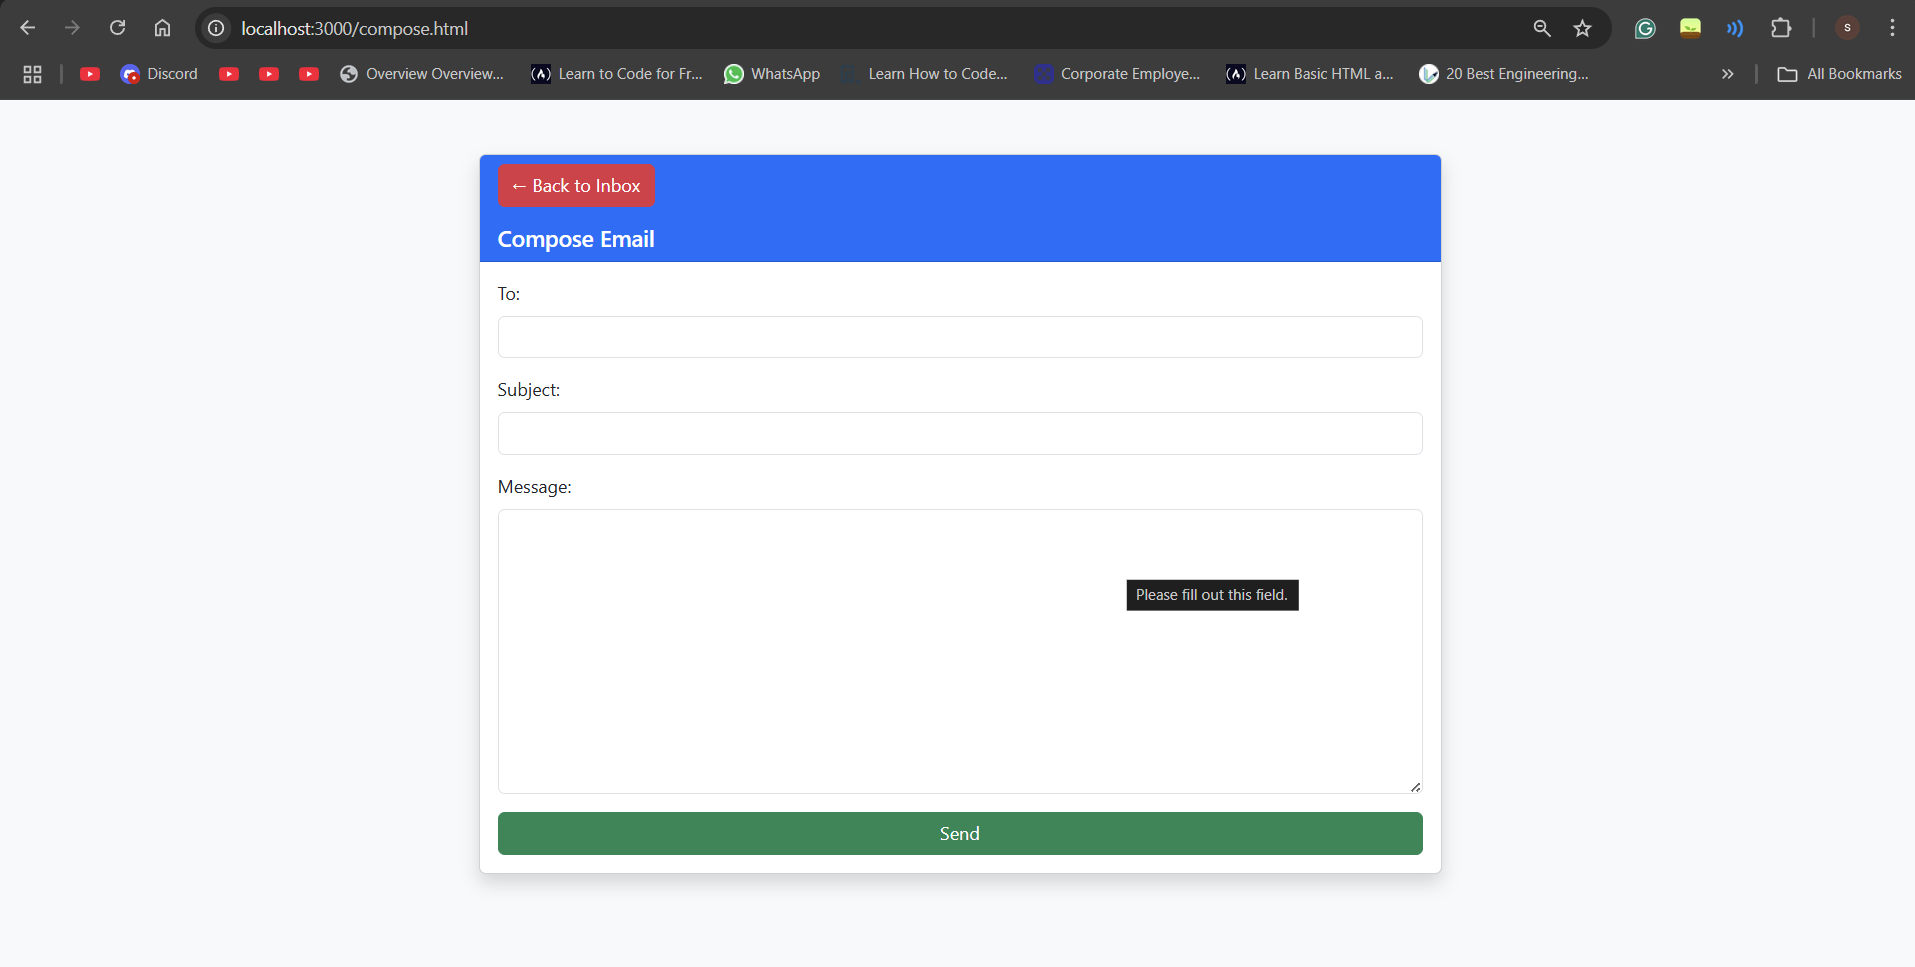 localhost:3000/compose.html
S
Discord
Overview Overview...
Learn to Code for Fr...
WhatsApp
Learn How to Code...
Corporate Employe...
Learn Basic HTML a...
20 Best Engineering...
All Bookmarks
← Back to Inbox
Compose Email
To:
Subject:
Message:
Please fill out this field.
Send